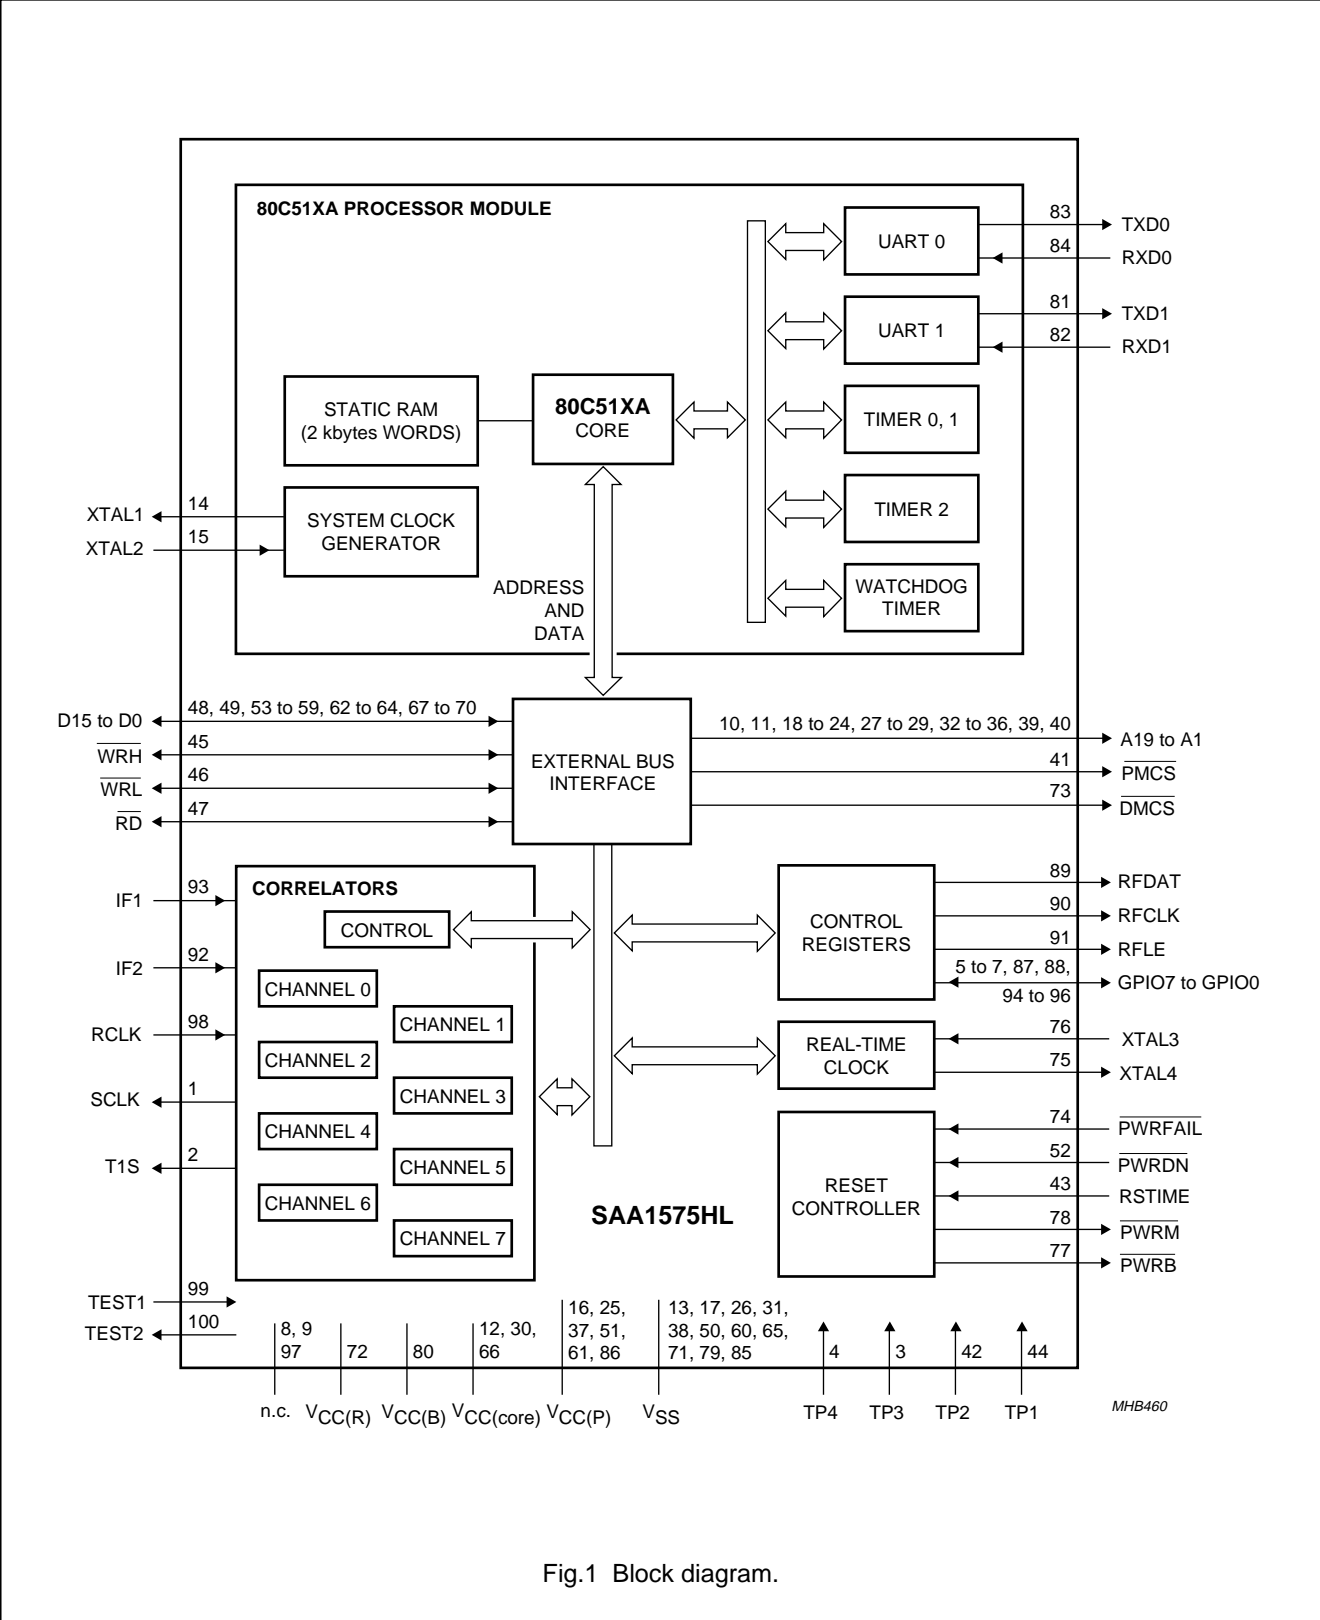 80C51XA PROCESSOR MODULE
UART 0
83
TXD0
84
RXD0
UART 1
81
TXD1
82
RXD1
STATIC RAM
(2 kbytes WORDS)
80C51XA
CORE
TIMER 0, 1
XTAL1
14
XTAL2
15
SYSTEM CLOCK
GENERATOR
TIMER 2
ADDRESS
AND
DATA
WATCHDOG
TIMER
D15 to D0
48, 49, 53 to 59, 62 to 64, 67 to 70
WRH
45
WRL
46
RD
47
EXTERNAL BUS
INTERFACE
10, 11, 18 to 24, 27 to 29, 32 to 36, 39, 40
A19 to A1
41
PMCS
73
DMCS
IF1
93
IF2
92
RCLK
98
SCLK
1
T1S
2
CORRELATORS
CONTROL
CHANNEL 0
CHANNEL 1
CHANNEL 2
CHANNEL 3
CHANNEL 4
CHANNEL 5
CHANNEL 6
CHANNEL 7
CONTROL
REGISTERS
89
RFDAT
90
RFCLK
91
RFLE
5 to 7, 87, 88,
94 to 96
GPIO7 to GPIO0
REAL-TIME
CLOCK
76
XTAL3
75
XTAL4
RESET
CONTROLLER
74
PWRFAIL
52
PWRDN
43
RSTIME
78
PWRM
77
PWRB
SAA1575HL
TEST1
99
TEST2
100
8, 9
97
n.c.
72
VCC(R)
80
VCC(B)
12, 30,
66
VCC(core)
16, 25,
37, 51,
61, 86
VCC(P)
13, 17, 26, 31,
38, 50, 60, 65,
71, 79, 85
VSS
4
TP4
3
TP3
42
TP2
44
TP1
MHB460
Fig.1 Block diagram.